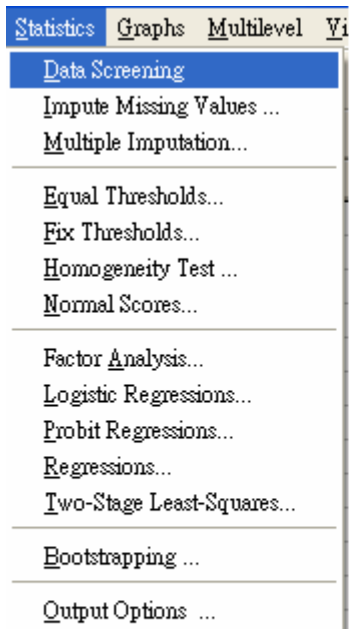 Statistics Graphs Multilevel Vi
Data Screening
Impute Missing Values ...
Multiple Imputation...
Equal Thresholds...
Fix Thresholds...
Homogeneity Test ...
Normal Scores...
Factor Analysis...
Logistic Regressions...
Probit Regressions...
Regressions...
Two-Stage Least-Squares...
Bootstrapping ...
Output Options ...